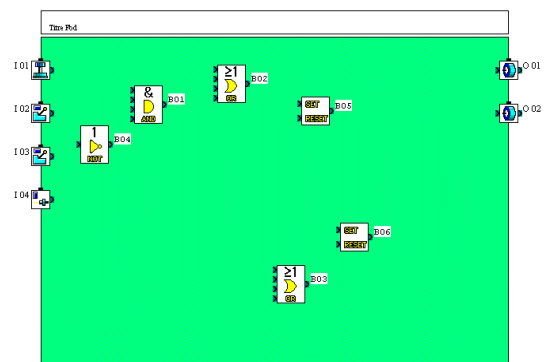 Titre Fbd
I 01
O 01
≥1
OR
B02
&
AND
B01
SET
RESET
B05
I 02
O 02
1
NOT
B04
I 03
I 04
SET
RESET
B06
≥1
OR
B03